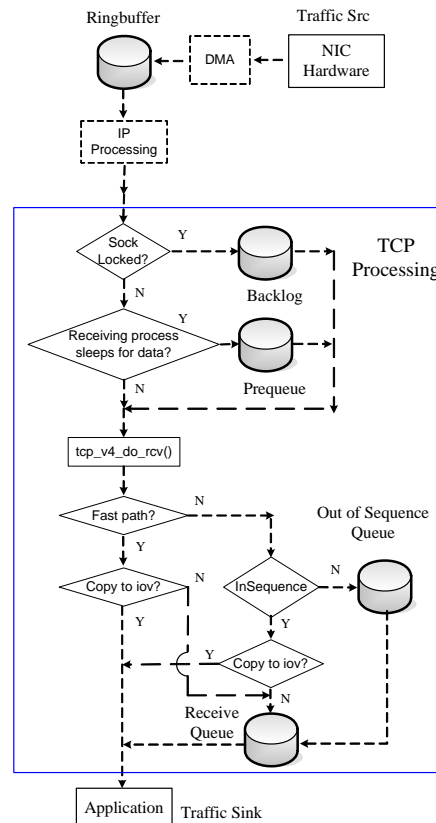 Ringbuffer
Traffic Src
DMA
NIC
Hardware
IP
Processing
Sock
Locked?
Y
N
Backlog
TCP
Processing
Receiving process
sleeps for data?
Y
N
Prequeue
tcp_v4_do_rcv()
Fast path?
N
Y
Out of Sequence
Queue
Copy to iov?
N
Y
InSequence
N
Y
Copy to iov?
Y
N
Receive
Queue
Application
Traffic Sink